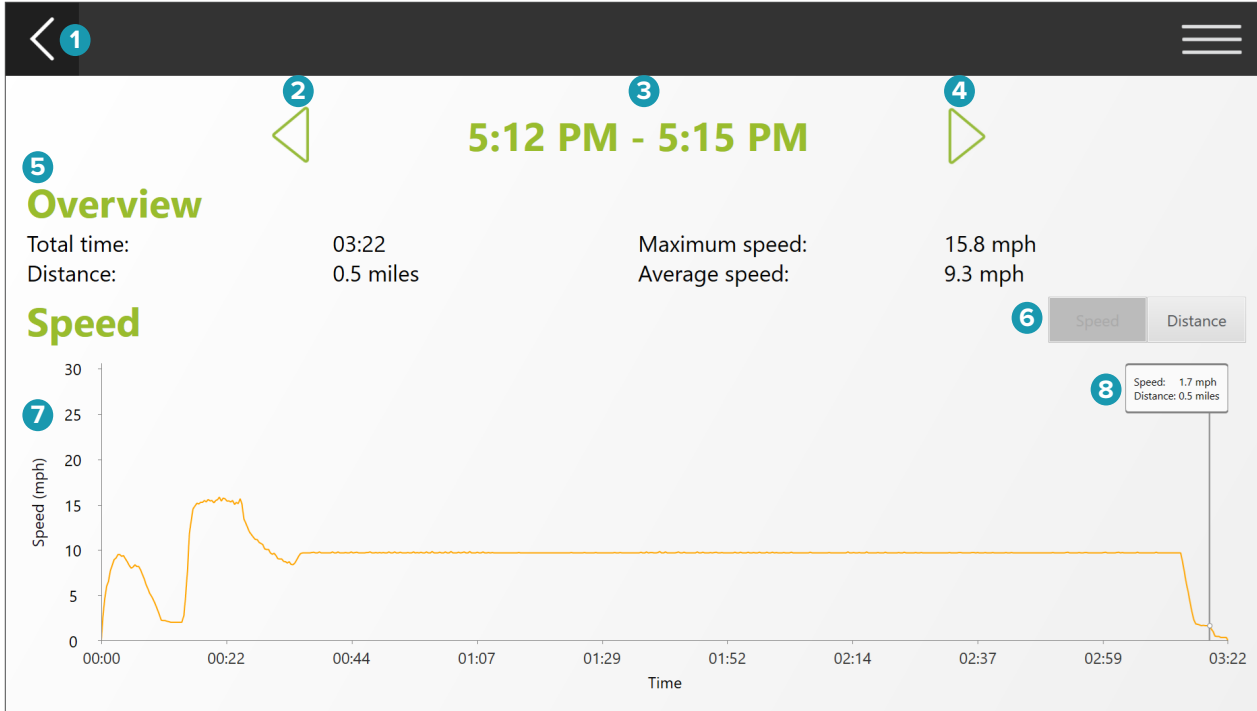 1
2
3
4
5:12 PM - 5:15 PM
5
Overview
Total time: 03:22 Maximum speed: 15.8 mph
Distance: 0.5 miles Average speed: 9.3 mph
Speed
6
Speed Distance
8
Speed: 1.7 mph
Distance: 0.5 miles
7
Speed (mph)
30
25
20
15
10
5
0
00:00 00:22 00:44 01:07 01:29 01:52 02:14 02:37 02:59 03:22
Time